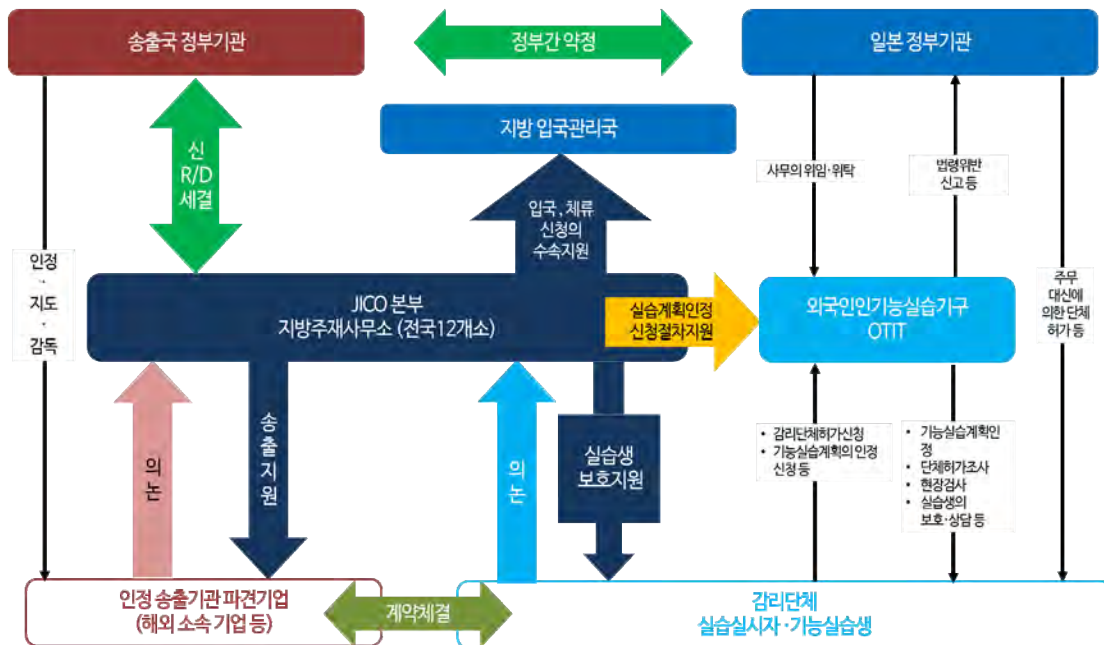 송출국 정부기관
정부간 약정
일본 정부기관
지방 입국관리국
신
R/D
세결
사무의 위임·위탁
법령위반
신고 등
입국, 체류
신청의
수속지원
인정
·
지도
·
감독
JICO 본부
지방주재사무소 (전국12개소)
실습계획인정
신청절차지원
외국인인기능실습기구
OTIT
주무
대신에
의한 단체
허가 등
의논
송출지원
의논
실습생
보호지원
• 감리단체허가신청
• 기능실습계획의 인정
신청 등
• 기능실습계획인
정
• 단체허가조사
• 현장검사
• 실습생의
보호·상담 등
인정 송출기관 파견기업
(해외 소속 기업 등)
계약체결
감리단체
실습실시자·기능실습생